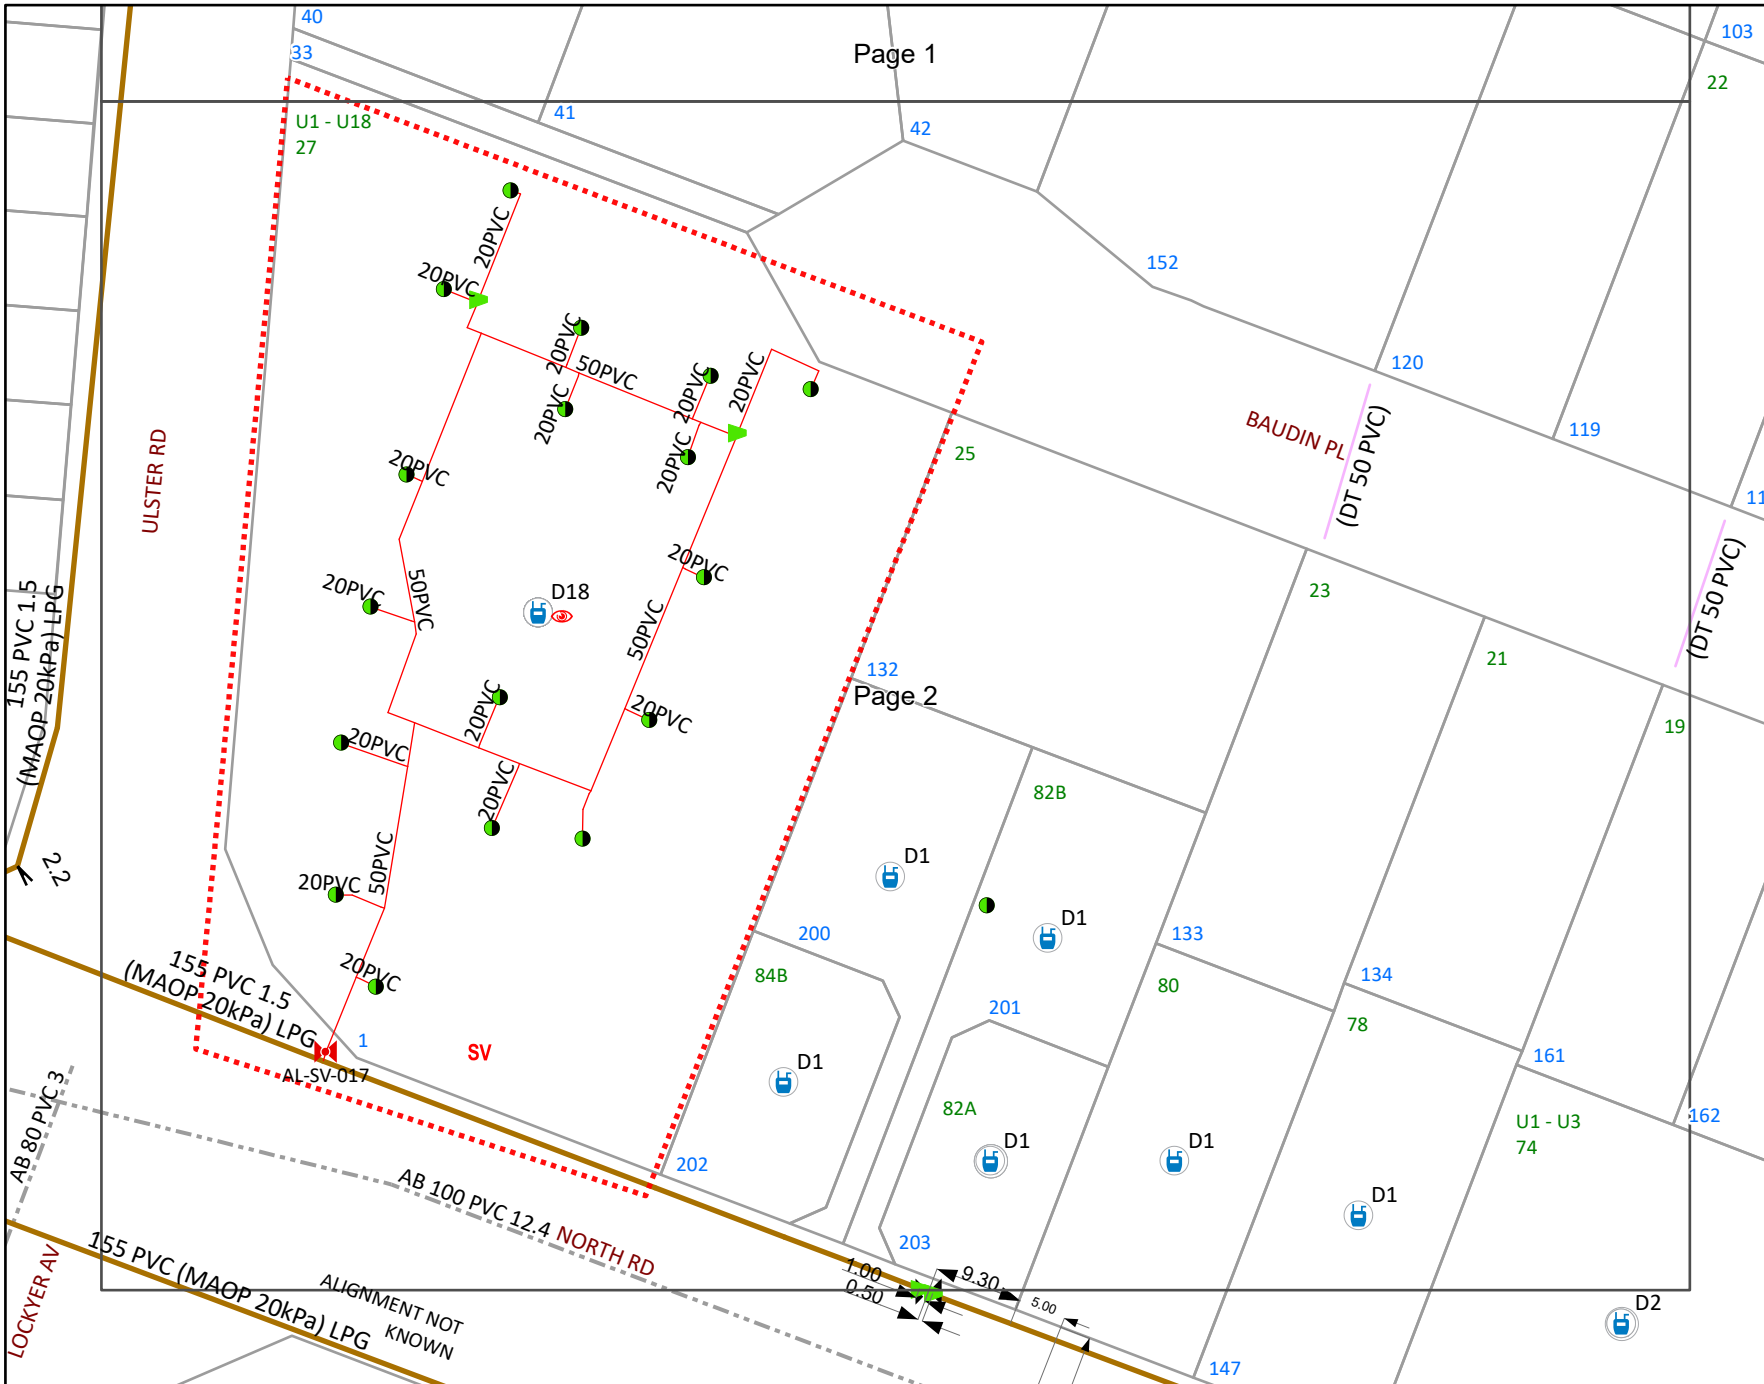 40
Page 1
103
33
22
41
U1 - U18
42
27
20PVC
20PVC
152
20PVC
50PVC
20PVC
20PVC
20PVC
120
20PVC
BAUDIN PL
(DT 50 PVC)
119
25
20PVC
ULSTER RD
20PVC
11
(DT 50 PVC)
20PVC
50PVC
20PVC
D18
23
155 PVC 1.5
(MAOP 20kPa) LPG
50PVC
21
132
Page 2
20PVC
20PVC
19
20PVC
82B
20PVC
D1
50PVC
2.2
20PVC
D1
200
133
155 PVC 1.5
(MAOP 20kPa) LPG
20PVC
84B
134
80
201
78
1
SV
AL-SV-017
D1
161
AB 80 PVC 3
82A
162
U1 - U3
74
D1
D1
202
AB 100 PVC 12.4
NORTH RD
D1
203
155 PVC (MAOP 20kPa) LPG
LOCKYER AV
ALIGNMENT NOT
KNOWN
1.00
0.50
9.30
5.00
D2
147